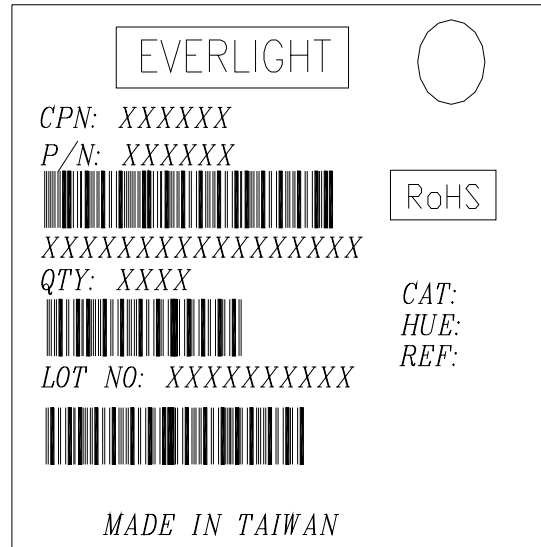 EVERLIGHT
CPN: XXXXXX
P/N: XXXXXX
RoHS
XXXXXXXXXXXXXXXXX
QTY: XXXX
CAT:
HUE:
REF:
LOT NO: XXXXXXXXXX
MADE IN TAIWAN